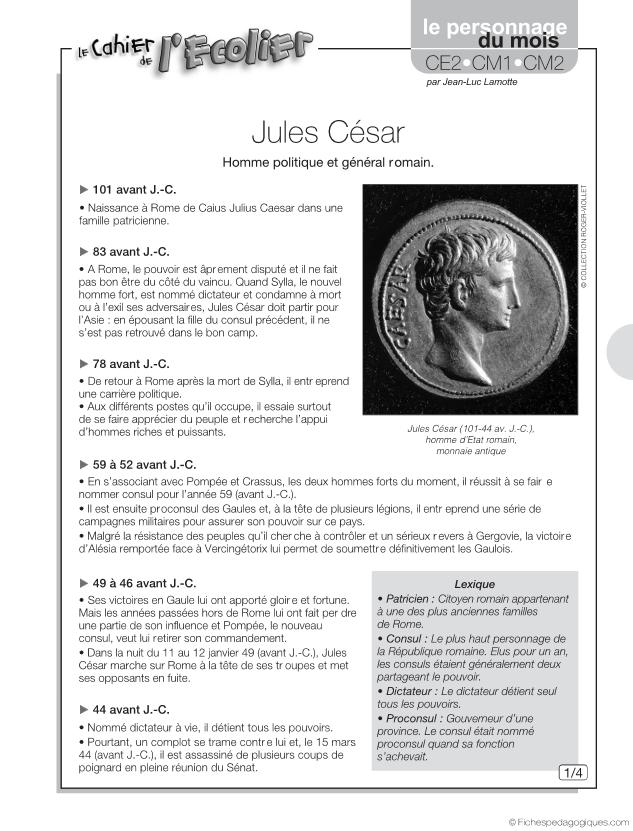 Le Cahier de l'Ecolier
le personnage
du mois
CE2•CM1•CM2
par Jean-Luc Lamotte
Jules César
Homme politique et général romain.
▶ 101 avant J.-C.
• Naissance à Rome de Caius Julius Caesar dans une
famille patricienne.
▶ 83 avant J.-C.
• A Rome, le pouvoir est âprement disputé et il ne fait
pas bon être du côté du vaincu. Quand Sylla, le nouvel
homme fort, est nommé dictateur et condamne à mort
ou à l'exil ses adversaires, Jules César doit partir pour
l'Asie : en épousant la fille du consul précédent, il ne
s'est pas retrouvé dans le bon camp.
▶ 78 avant J.-C.
• De retour à Rome après la mort de Sylla, il entreprend
une carrière politique.
• Aux différents postes qu'il occupe, il essaie surtout
de se faire apprécier du peuple et recherche l'appui
d'hommes riches et puissants.
CAESAR
© COLLECTION ROGER-VIOLLET
Jules César (101-44 av. J.-C.),
homme d'Etat romain,
monnaie antique
▶ 59 à 52 avant J.-C.
• En s'associant avec Pompée et Crassus, les deux hommes forts du moment, il réussit à se faire
nommer consul pour l'année 59 (avant J.-C.).
• Il est ensuite proconsul des Gaules et, à la tête de plusieurs légions, il entreprend une série de
campagnes militaires pour assurer son pouvoir sur ce pays.
• Malgré la résistance des peuples qu'il cherche à contrôler et un sérieux revers à Gergovie, la victoire
d'Alésia remportée face à Vercingétorix lui permet de soumettre définitivement les Gaulois.
▶ 49 à 46 avant J.-C.
• Ses victoires en Gaule lui ont apporté gloire et fortune.
Mais les années passées hors de Rome lui ont fait perdre
une partie de son influence et Pompée, le nouveau
consul, veut lui retirer son commandement.
• Dans la nuit du 11 au 12 janvier 49 (avant J.-C.), Jules
César marche sur Rome à la tête de ses troupes et met
ses opposants en fuite.
▶ 44 avant J.-C.
• Nommé dictateur à vie, il détient tous les pouvoirs.
• Pourtant, un complot se trame contre lui et, le 15 mars
44 (avant J.-C.), il est assassiné de plusieurs coups de
poignard en pleine réunion du Sénat.
Lexique
• Patricien : Citoyen romain appartenant
à une des plus anciennes familles
de Rome.
• Consul : Le plus haut personnage de
la République romaine. Elus pour un an,
les consuls étaient généralement deux
partageant le pouvoir.
• Dictateur : Le dictateur détient seul
tous les pouvoirs.
• Proconsul : Gouverneur d'une
province. Le consul était nommé
proconsul quand sa fonction
s'achevait.
1/4
© Fichespedagogiques.com